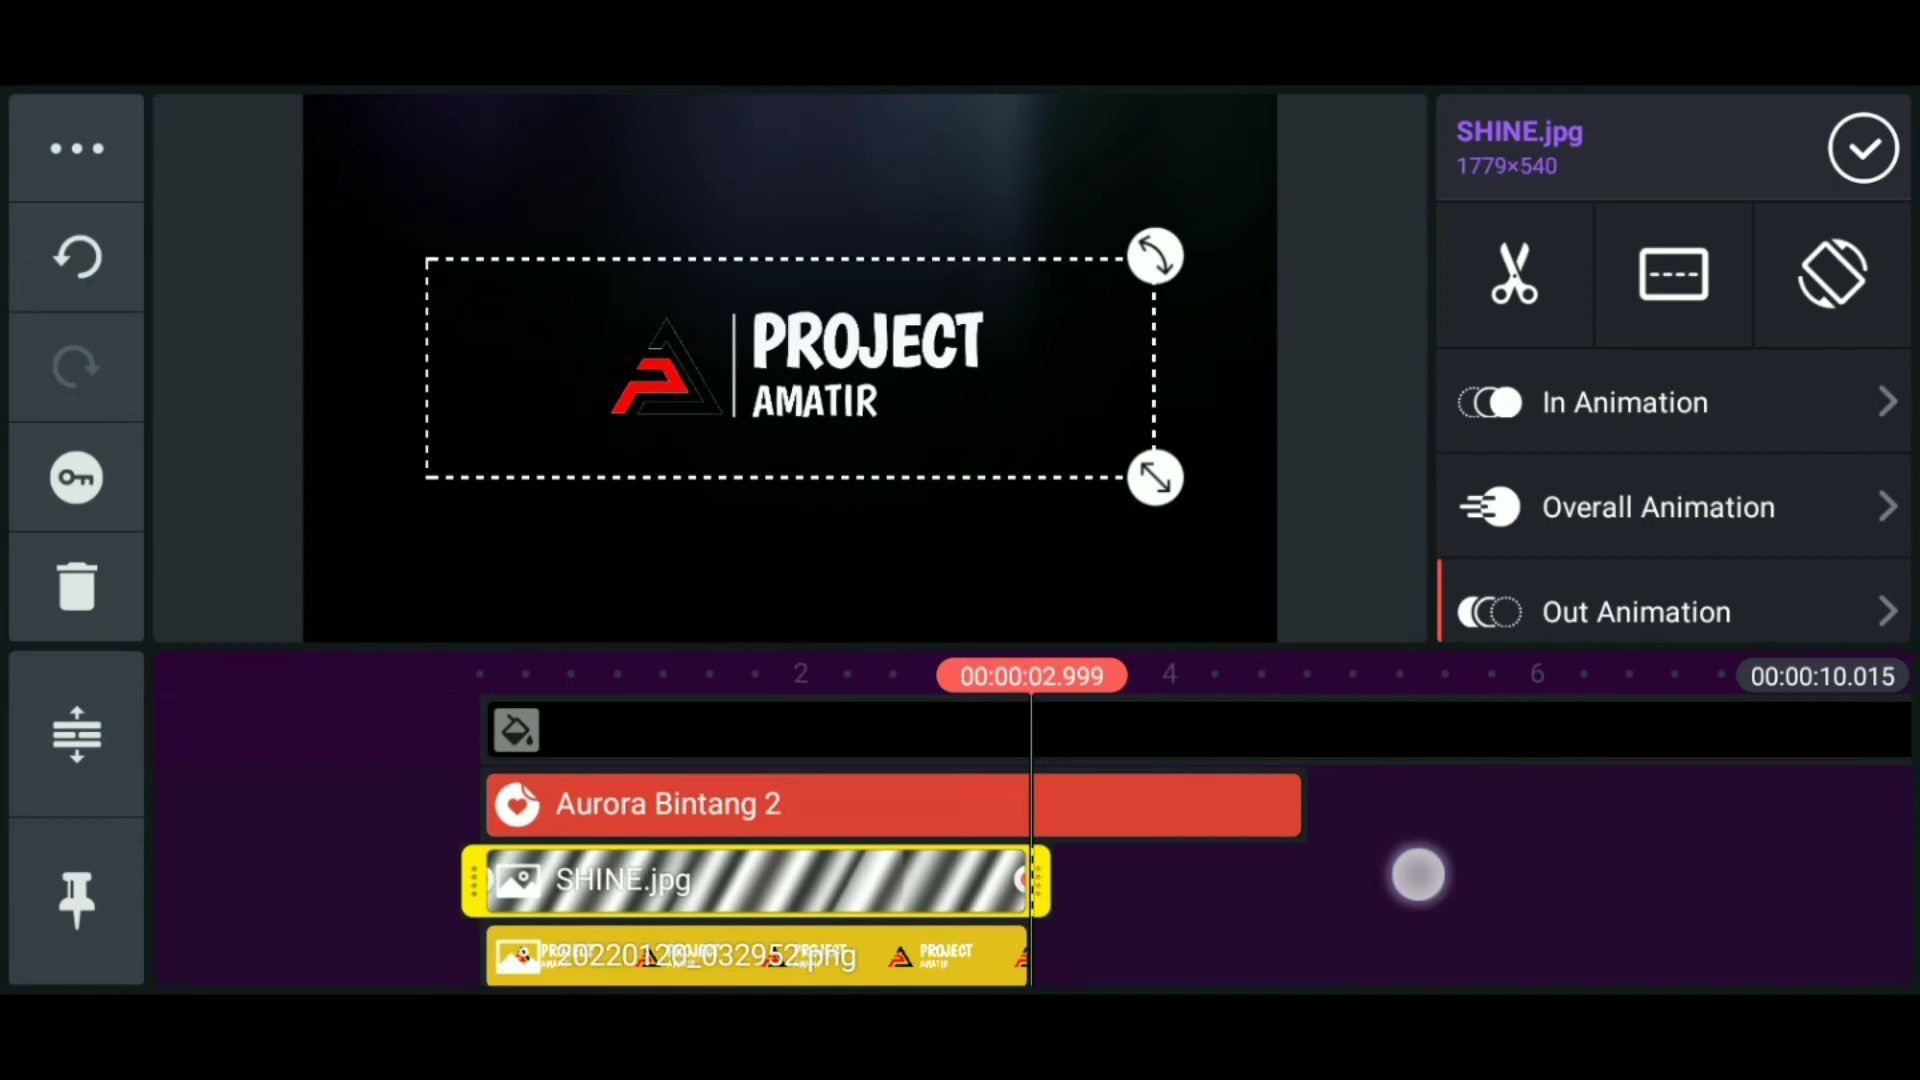 SHINE.jpg
1779×540
PROJECT
AMATIR
In Animation
Overall Animation
Out Animation
2
00:00:02.999
4
6
00:00:10.015
Aurora Bintang 2
SHINE.jpg
20220120_032952.png
PROJECT
AMATIR